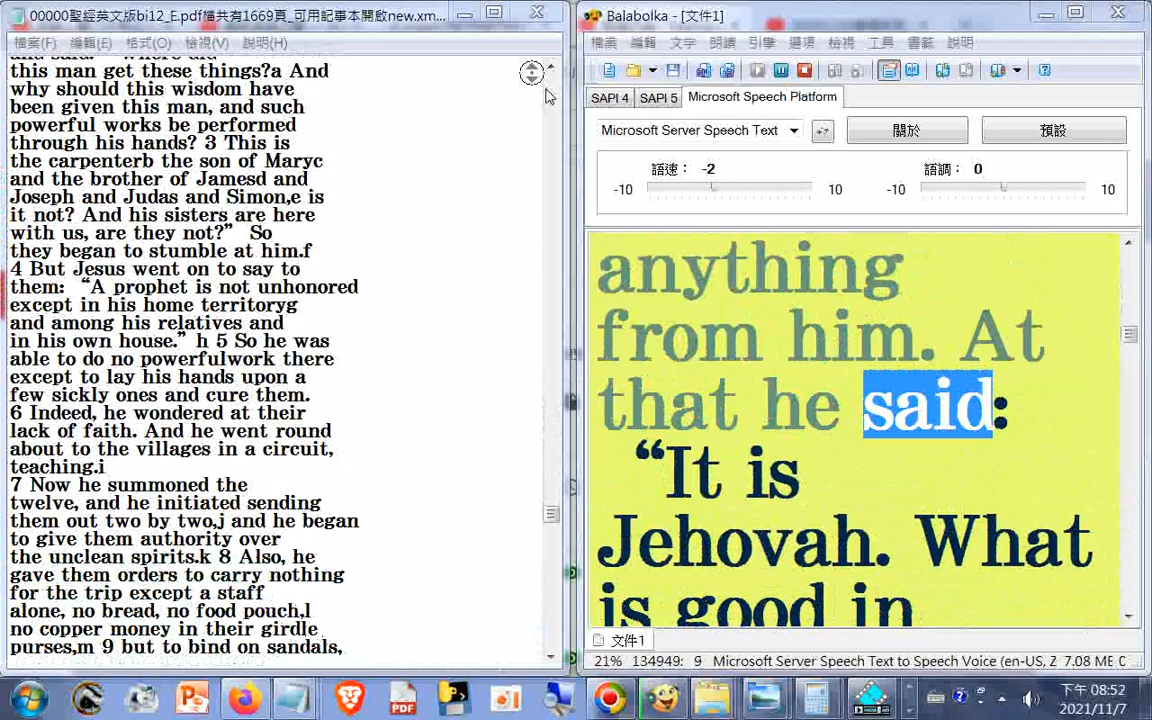 00000聖經英文版bi12_E.pdf檔共有1669頁_可用記事本開啟new.xm...
檔案(F) 編輯(E) 格式(O) 檢視(V) 說明(H)
this man get these things?a And
why should this wisdom have
been given this man, and such
powerful works be performed
through his hands? 3 This is
the carpenterb the son of Maryc
and the brother of Jamesd and
Joseph and Judas and Simon,e is
it not? And his sisters are here
with us, are they not?” So
they began to stumble at him.f
4 But Jesus went on to say to
them: “A prophet is not unhonored
except in his home territoryg
and among his relatives and
in his own house.” h 5 So he was
able to do no powerfulwork there
except to lay his hands upon a
few sickly ones and cure them.
6 Indeed, he wondered at their
lack of faith. And he went round
about to the villages in a circuit,
teaching.i
7 Now he summoned the
twelve, and he initiated sending
them out two by two,j and he began
to give them authority over
the unclean spirits.k 8 Also, he
gave them orders to carry nothing
for the trip except a staff
alone, no bread, no food pouch,l
no copper money in their girdle
purses,m 9 but to bind on sandals,
Balabolka - [文件1]
檔案 編輯 文字 朗讀 引擎 選項 檢視 工具 書籤 說明
SAPI 4 SAPI 5 Microsoft Speech Platform
Microsoft Server Speech Text 關於 預設
語速： -2 語調： 0
-10 10 -10 10
anything
from him. At
that he said:
“It is
Jehovah. What
is good in
文件1
21% 134949: 9 Microsoft Server Speech Text to Speech Voice (en-US, Z 7.08 ME C
PDF
下午 08:52
2021/11/7